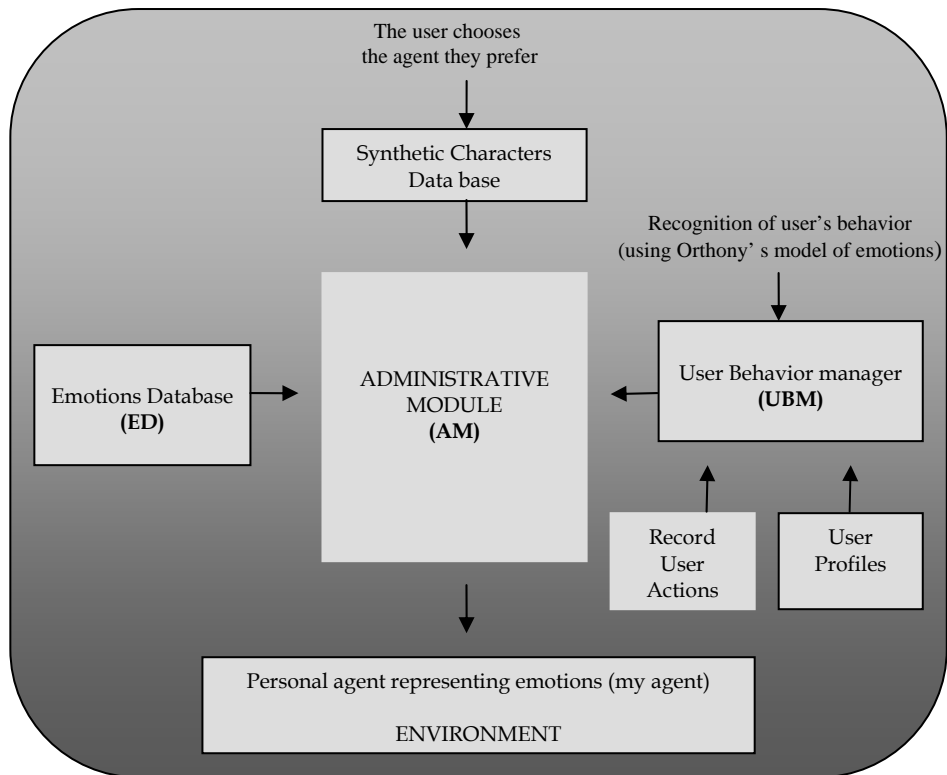 The user chooses
the agent they prefer
Synthetic Characters
Data base
Recognition of user's behavior
(using Orthony' s model of emotions)
Emotions Database
(ED)
ADMINISTRATIVE
MODULE
(AM)
User Behavior manager
(UBM)
Record
User
Actions
User
Profiles
Personal agent representing emotions (my agent)
ENVIRONMENT